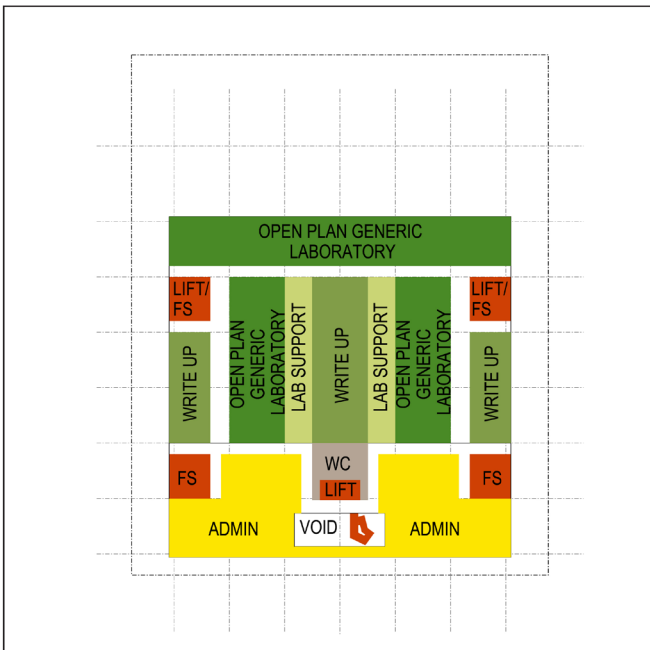 OPEN PLAN GENERIC
LABORATORY
LIFT/
FS
LIFT/
FS
WRITE UP
OPEN PLAN
GENERIC
LABORATORY
LAB SUPPORT
WRITE UP
LAB SUPPORT
OPEN PLAN
GENERIC
LABORATORY
WRITE UP
FS
WC
LIFT
FS
ADMIN
VOID
ADMIN